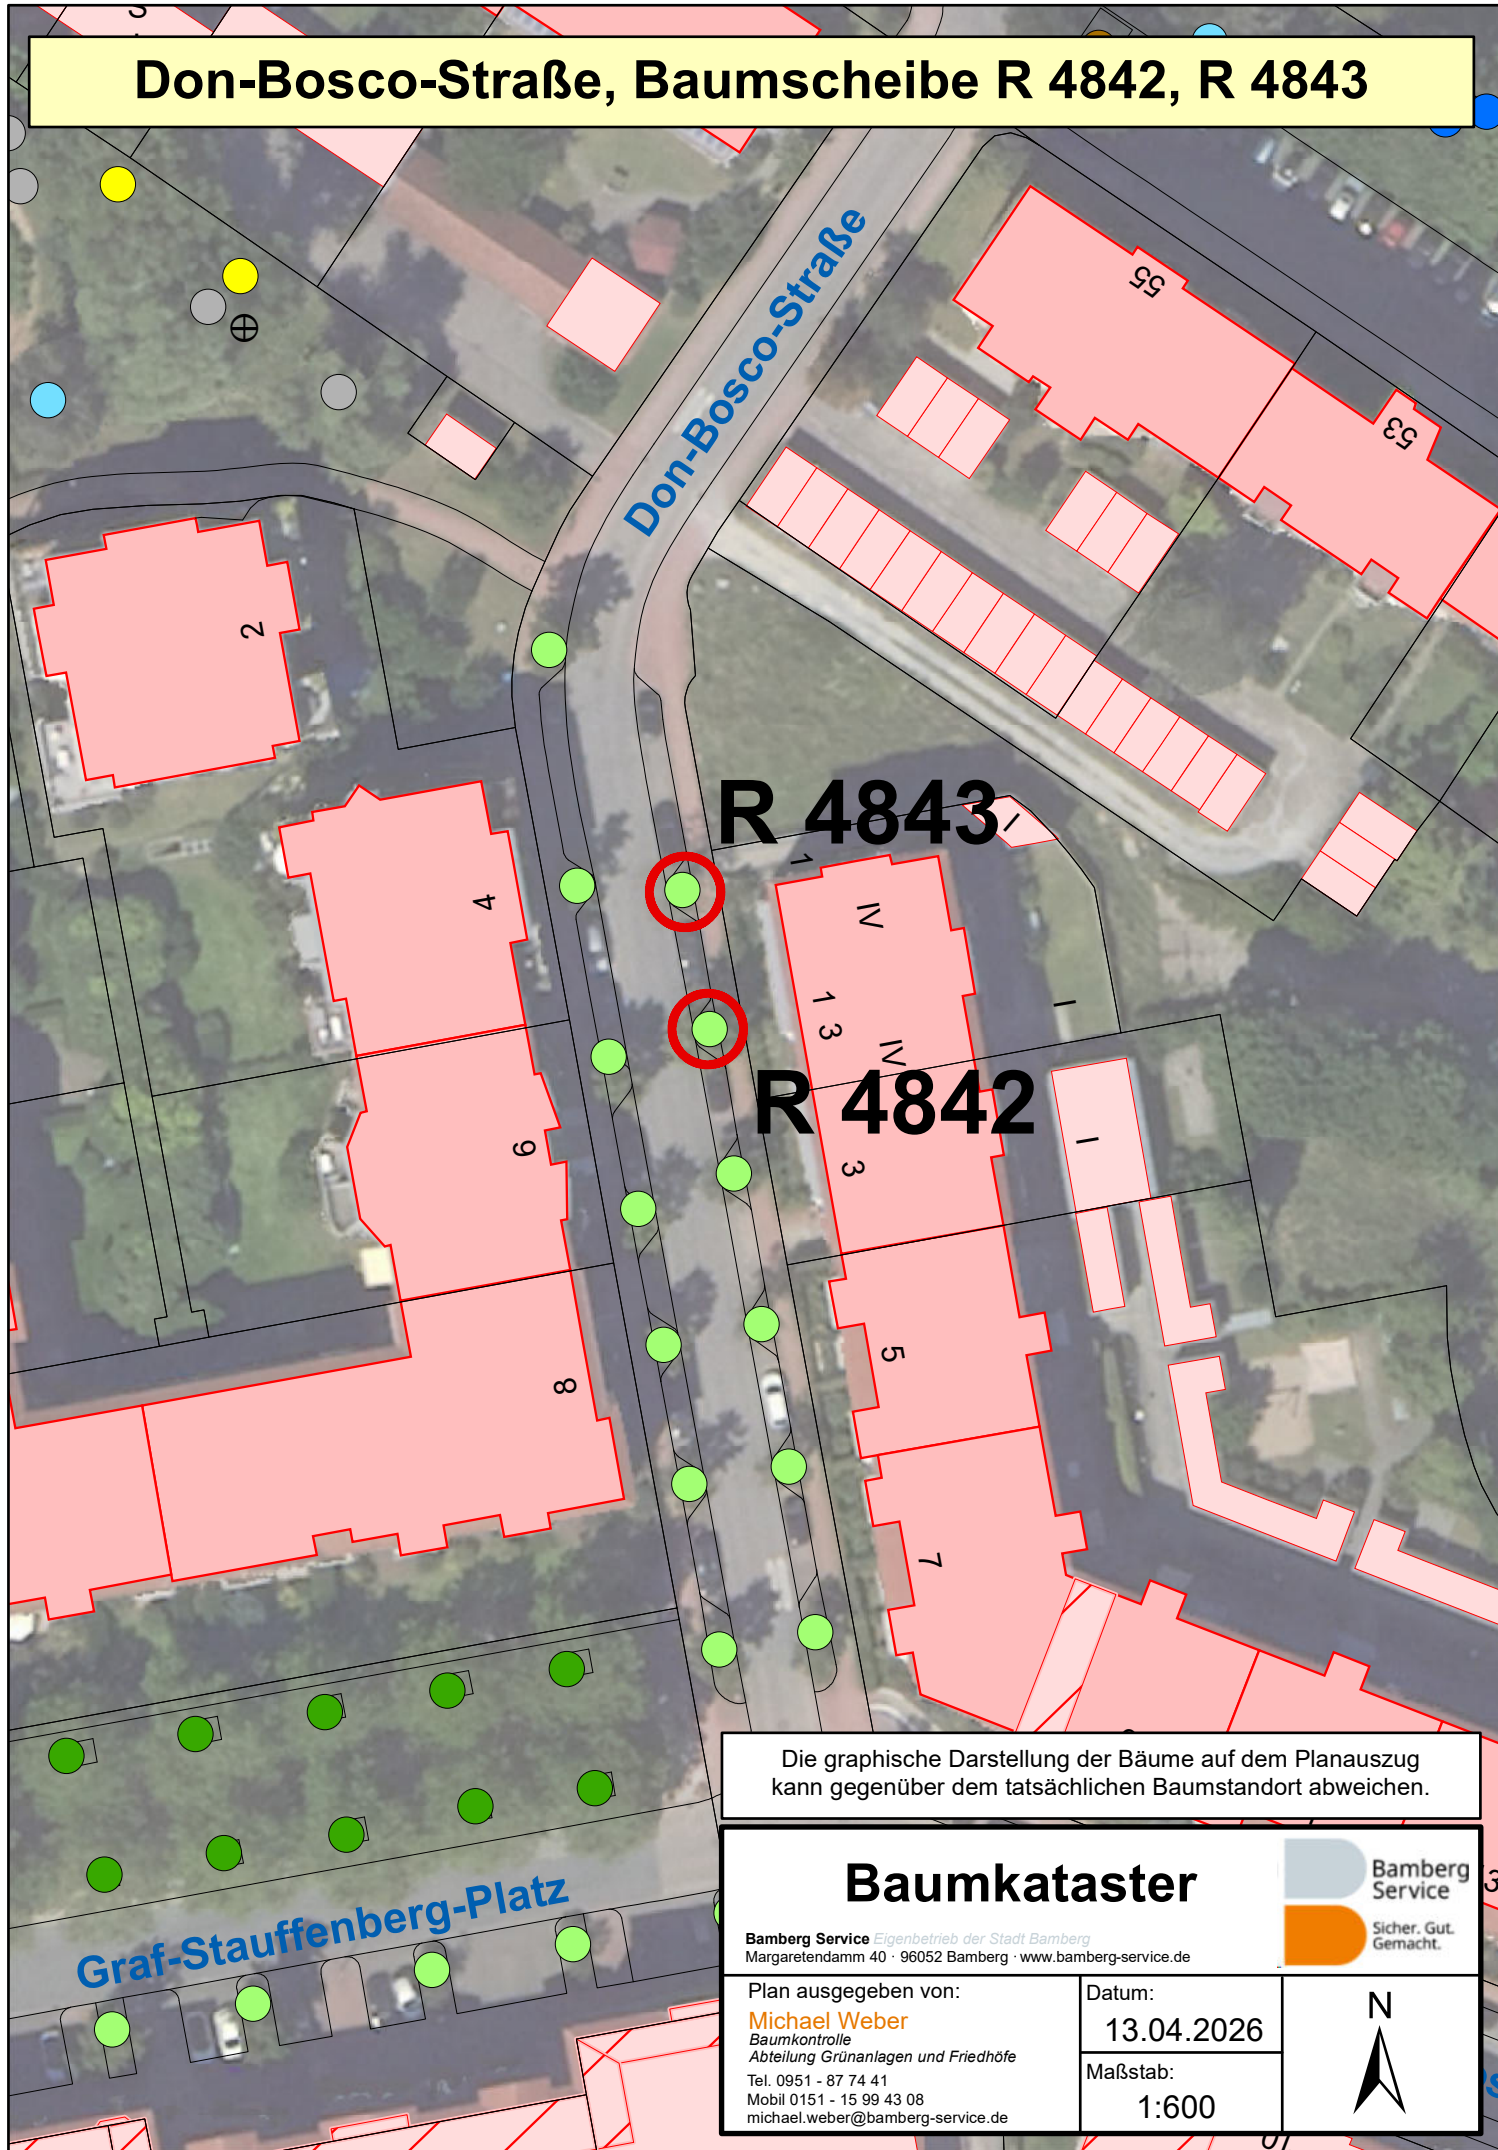 Don-Bosco-Straße, Baumscheibe R 4842, R 4843
Don-Bosco-Straße
55
53
2
R 4843
I
1
4
IV
1
3
I
IV
R 4842
I
6
3
5
8
7
Die graphische Darstellung der Bäume auf dem Planauszug
kann gegenüber dem tatsächlichen Baumstandort abweichen.
Graf-Stauffenberg-Platz
Baumkataster
Bamberg
Service
Sicher. Gut.
Gemacht.
Bamberg Service Eigenbetrieb der Stadt Bamberg
Margaretendamm 40 · 96052 Bamberg · www.bamberg-service.de
Plan ausgegeben von:
Michael Weber
Baumkontrolle
Abteilung Grünanlagen und Friedhöfe
Tel. 0951 - 87 74 41
Mobil 0151 - 15 99 43 08
michael.weber@bamberg-service.de
Datum:
13.04.2026
Maßstab:
1:600
N